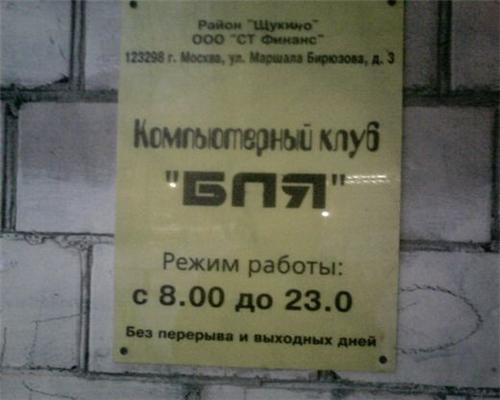 Район "Щукино"
ООО "СТ Финанс"
123298 г. Москва, ул. Маршала Бирюзова, д. 3
Компьютерный клуб
"БПЯ"
Режим работы:
с 8.00 до 23.0
Без перерыва и выходных дней